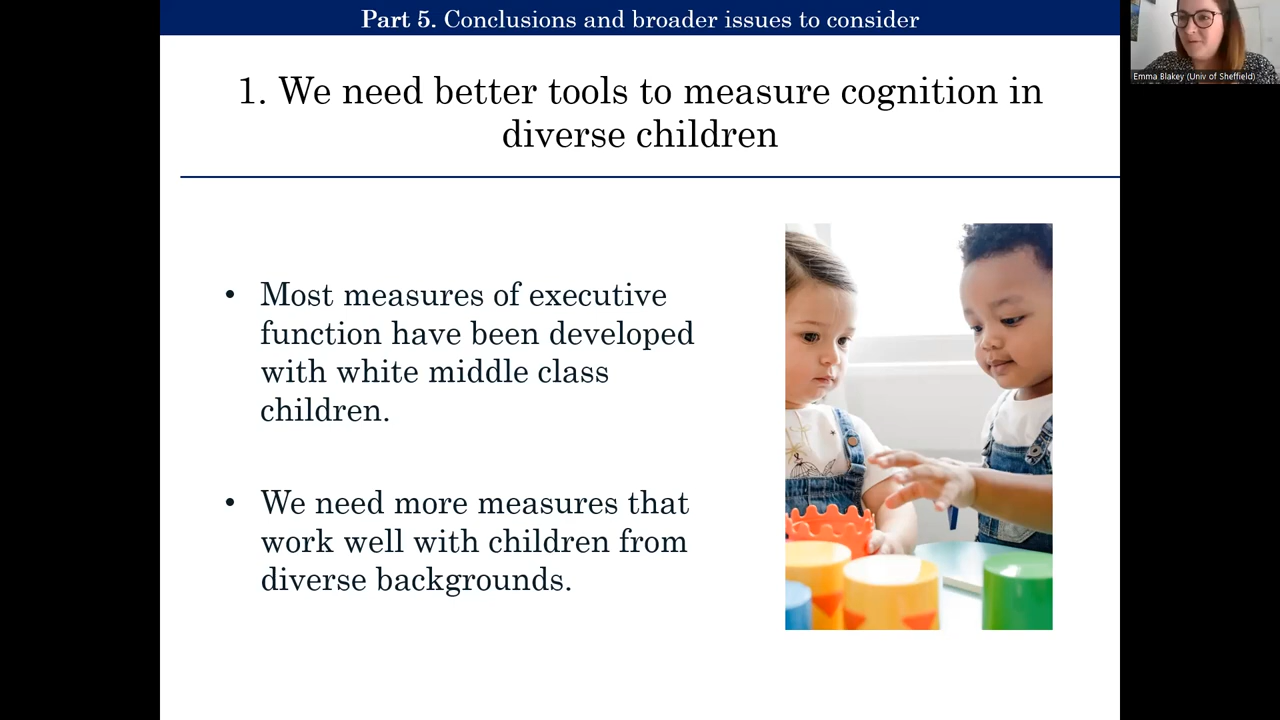 Part 5. Conclusions and broader issues to consider
Emma Blakey (Univ of Sheffield)
1. We need better tools to measure cognition in
diverse children
• Most measures of executive
function have been developed
with white middle class
children.
• We need more measures that
work well with children from
diverse backgrounds.